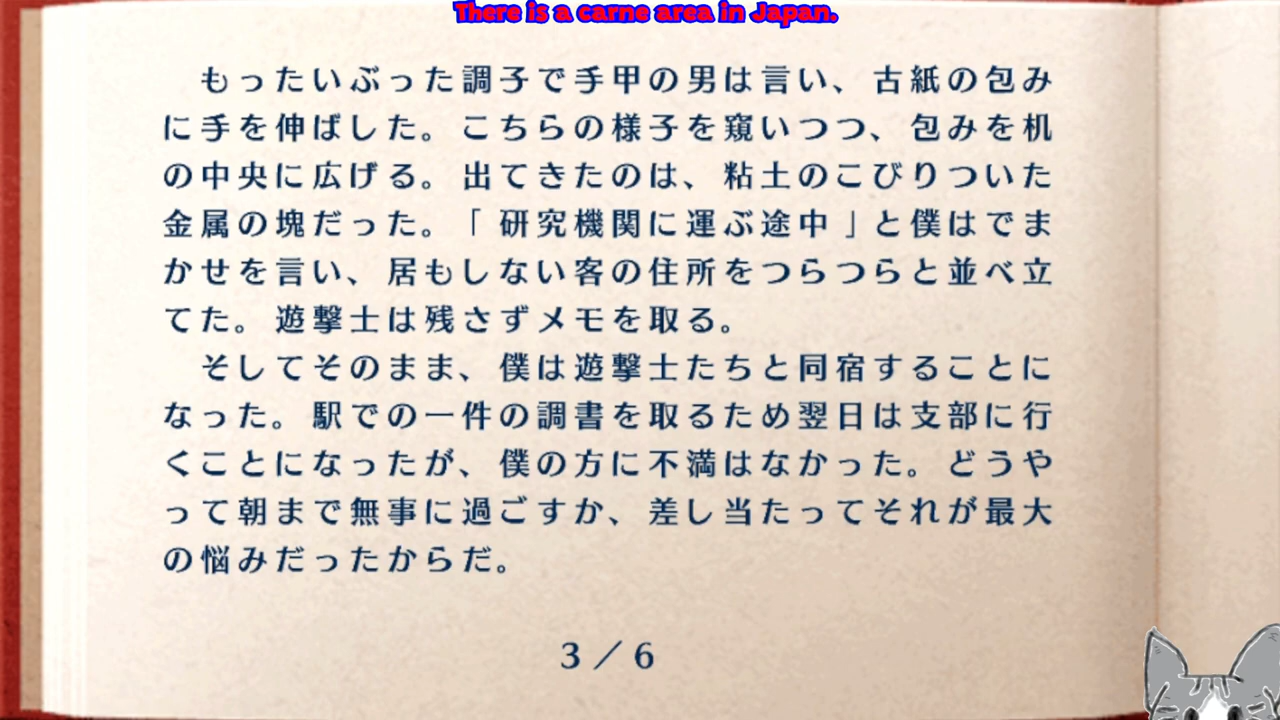 There is a carne area in Japan.
もったいぶった調子で手甲の男は言い、古紙の包み
に手を伸ばした。こちらの様子を窺いつつ、包みを机
の中央に広げる。出てきたのは、粘土のこびりついた
金属の塊だった。「研究機関に運ぶ途中」と僕はでま
かせを言い、居もしない客の住所をつらつらと並べ立
てた。遊撃士は残さずメモを取る。
そしてそのまま、僕は遊撃士たちと同宿することに
なった。駅での一件の調書を取るため翌日は支部に行
くことになったが、僕の方に不満はなかった。どうや
って朝まで無事に過ごすか、差し当たってそれが最大
の悩みだったからだ。
3／6